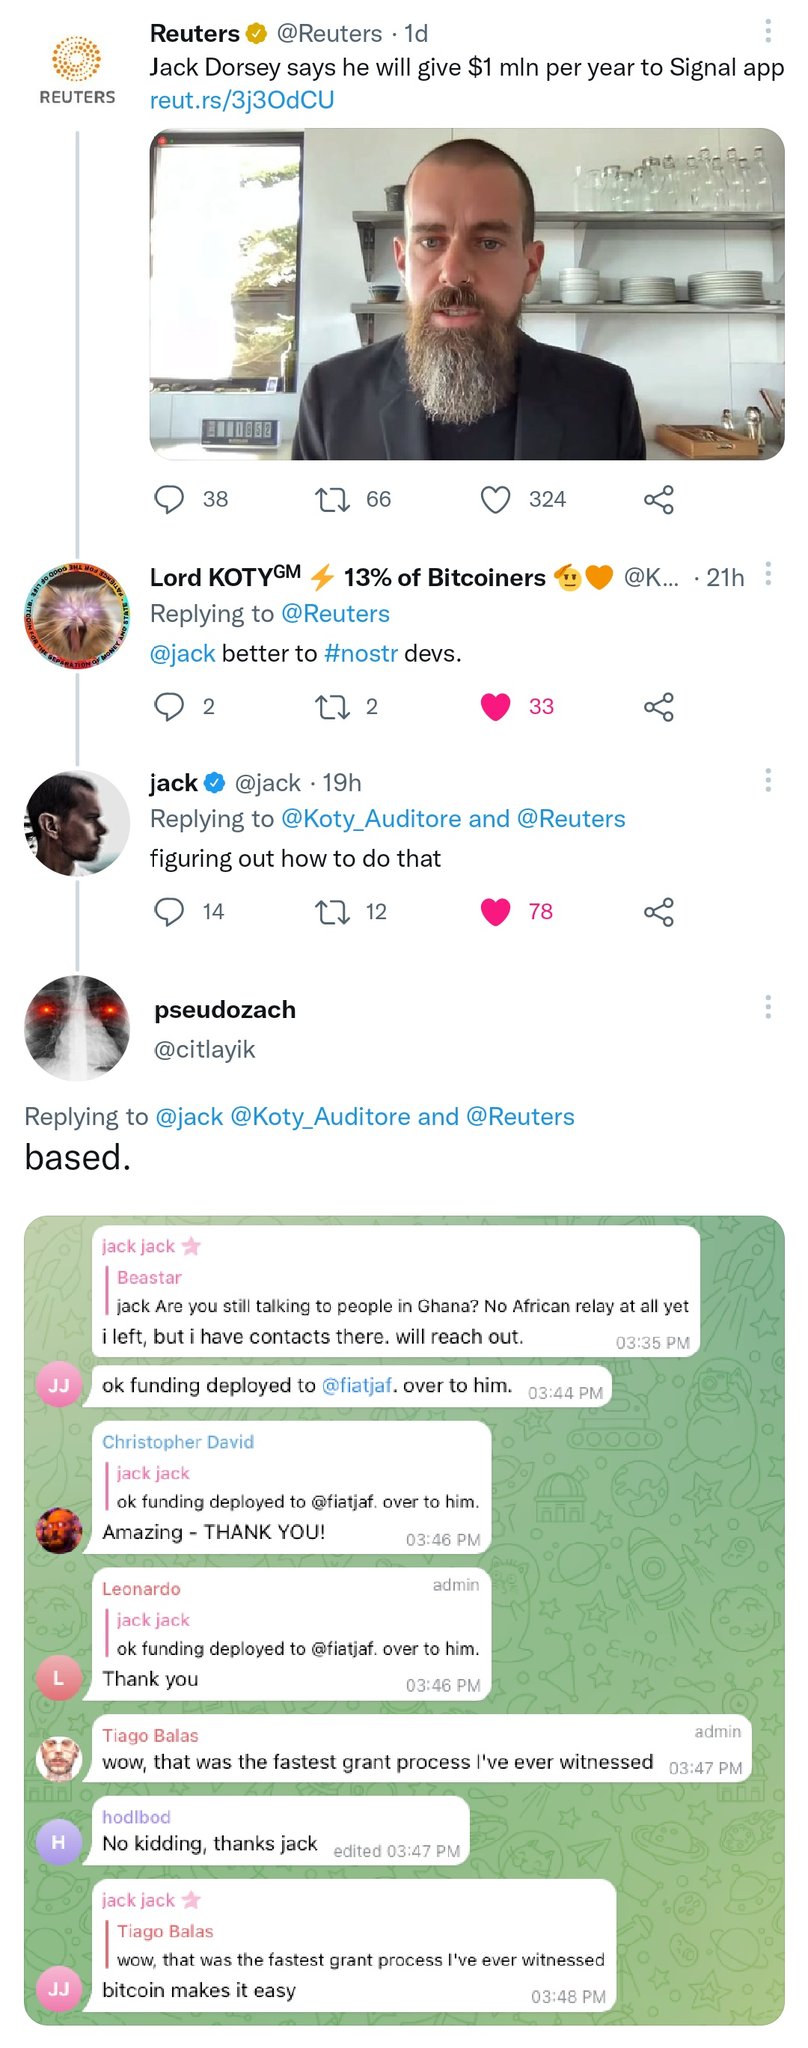 Reuters @Reuters · 1d
REUTERS
Jack Dorsey says he will give $1 mln per year to Signal app
reut.rs/3j3OdCU
38 66 324
Lord KOTYᴳᴹ ⚡ 13% of Bitcoiners 🫡🧡 @K... · 21h
Replying to @Reuters
@jack better to #nostr devs.
2 2 33
jack @jack · 19h
Replying to @Koty_Auditore and @Reuters
figuring out how to do that
14 12 78
pseudozach
@citlayik
Replying to @jack @Koty_Auditore and @Reuters
based.
jack jack
Beastar
jack Are you still talking to people in Ghana? No African relay at all yet
i left, but i have contacts there. will reach out. 03:35 PM
JJ
ok funding deployed to @fiatjaf. over to him. 03:44 PM
Christopher David
jack jack
ok funding deployed to @fiatjaf. over to him.
Amazing - THANK YOU! 03:46 PM
Leonardo admin
jack jack
ok funding deployed to @fiatjaf. over to him.
L
Thank you 03:46 PM
Tiago Balas admin
wow, that was the fastest grant process I've ever witnessed 03:47 PM
hodlbod
H
No kidding, thanks jack edited 03:47 PM
jack jack
Tiago Balas
wow, that was the fastest grant process I've ever witnessed
JJ
bitcoin makes it easy 03:48 PM